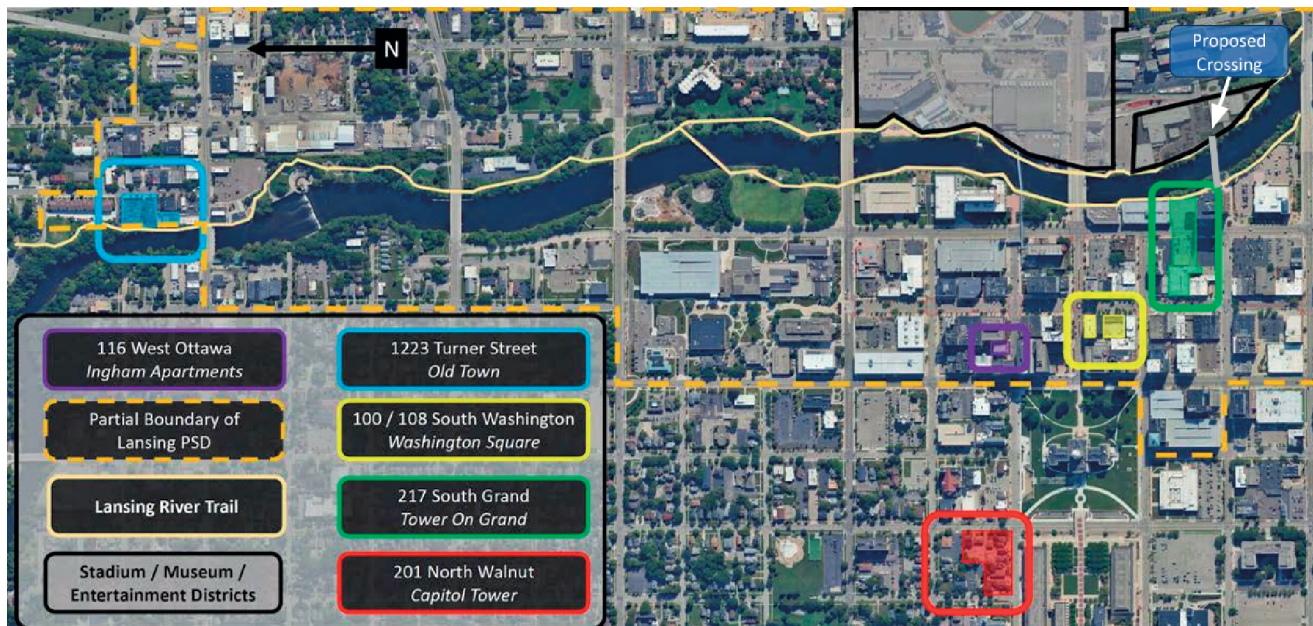 N
Proposed
Crossing
116 West Ottawa
Ingham Apartments
1223 Turner Street
Old Town
Partial Boundary of
Lansing PSD
100 / 108 South Washington
Washington Square
Lansing River Trail
217 South Grand
Tower On Grand
Stadium / Museum /
Entertainment Districts
201 North Walnut
Capitol Tower